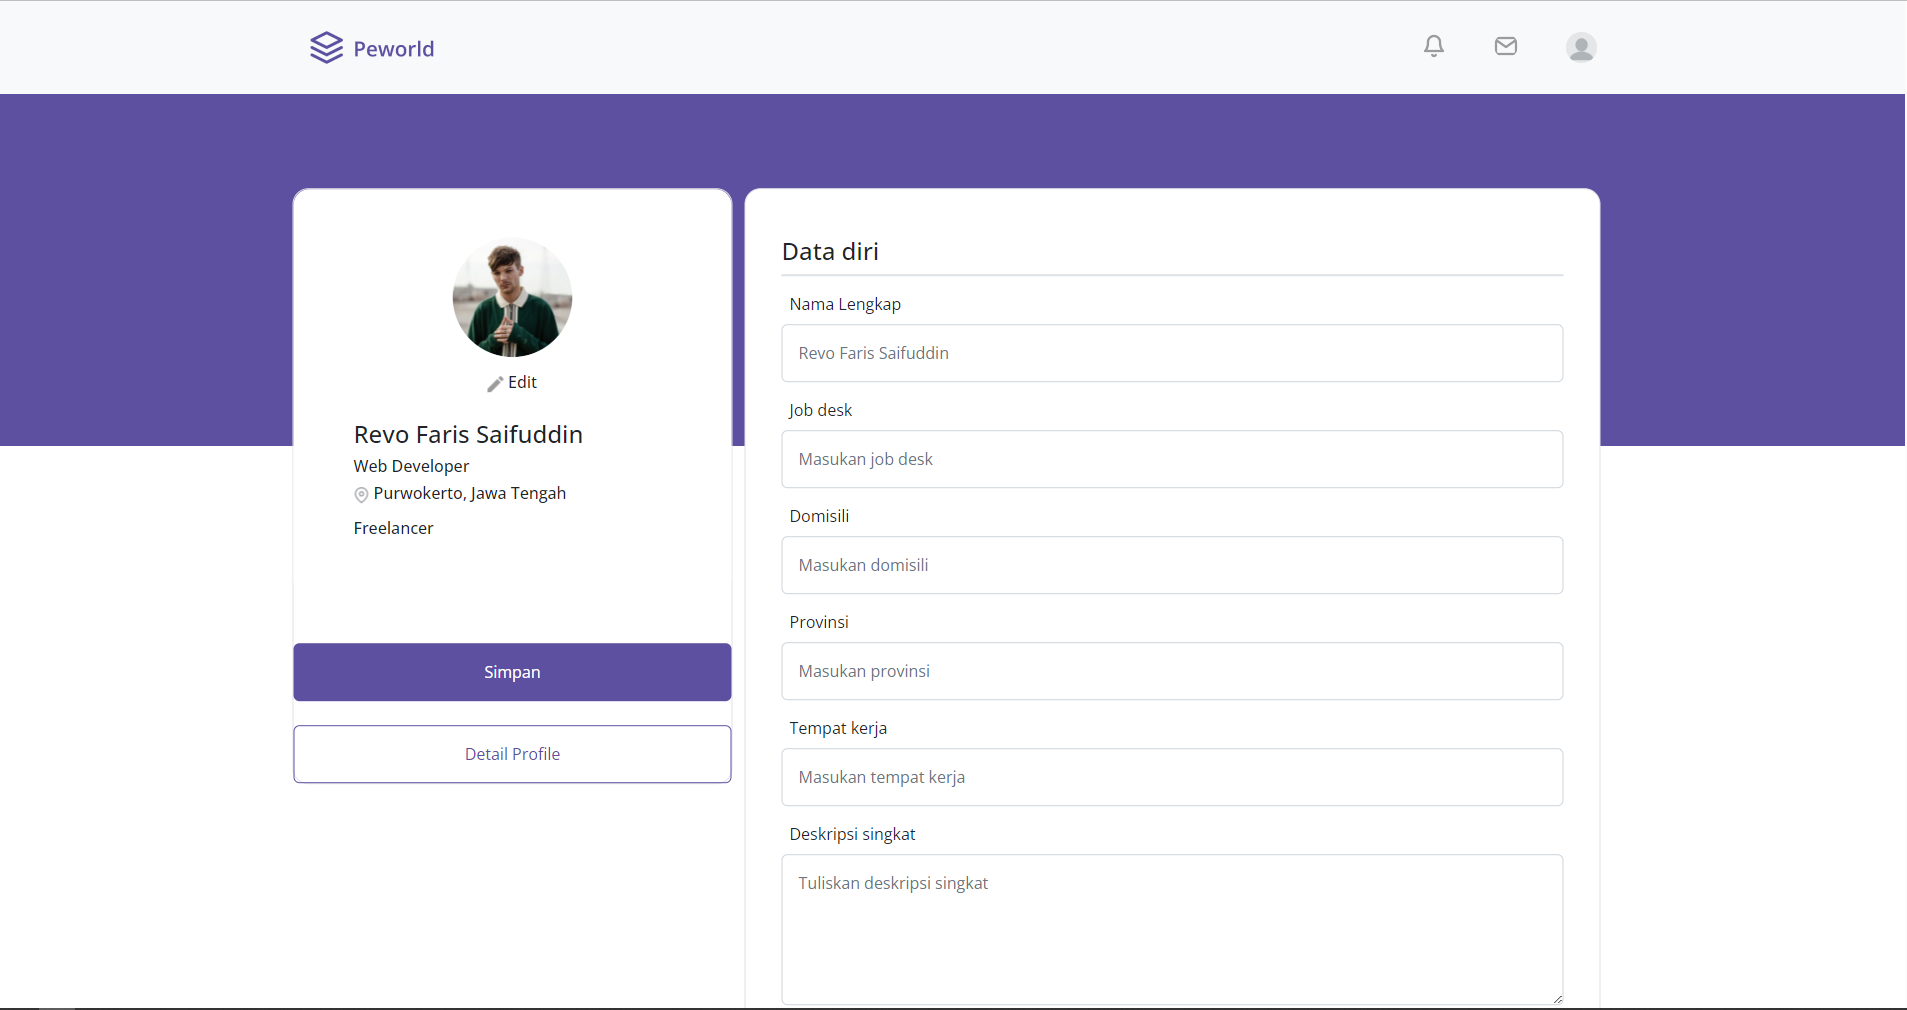 Peworld
Edit
Revo Faris Saifuddin
Web Developer
Purwokerto, Jawa Tengah
Freelancer
Simpan
Detail Profile
Data diri
Nama Lengkap
Revo Faris Saifuddin
Job desk
Masukan job desk
Domisili
Masukan domisili
Provinsi
Masukan provinsi
Tempat kerja
Masukan tempat kerja
Deskripsi singkat
Tuliskan deskripsi singkat